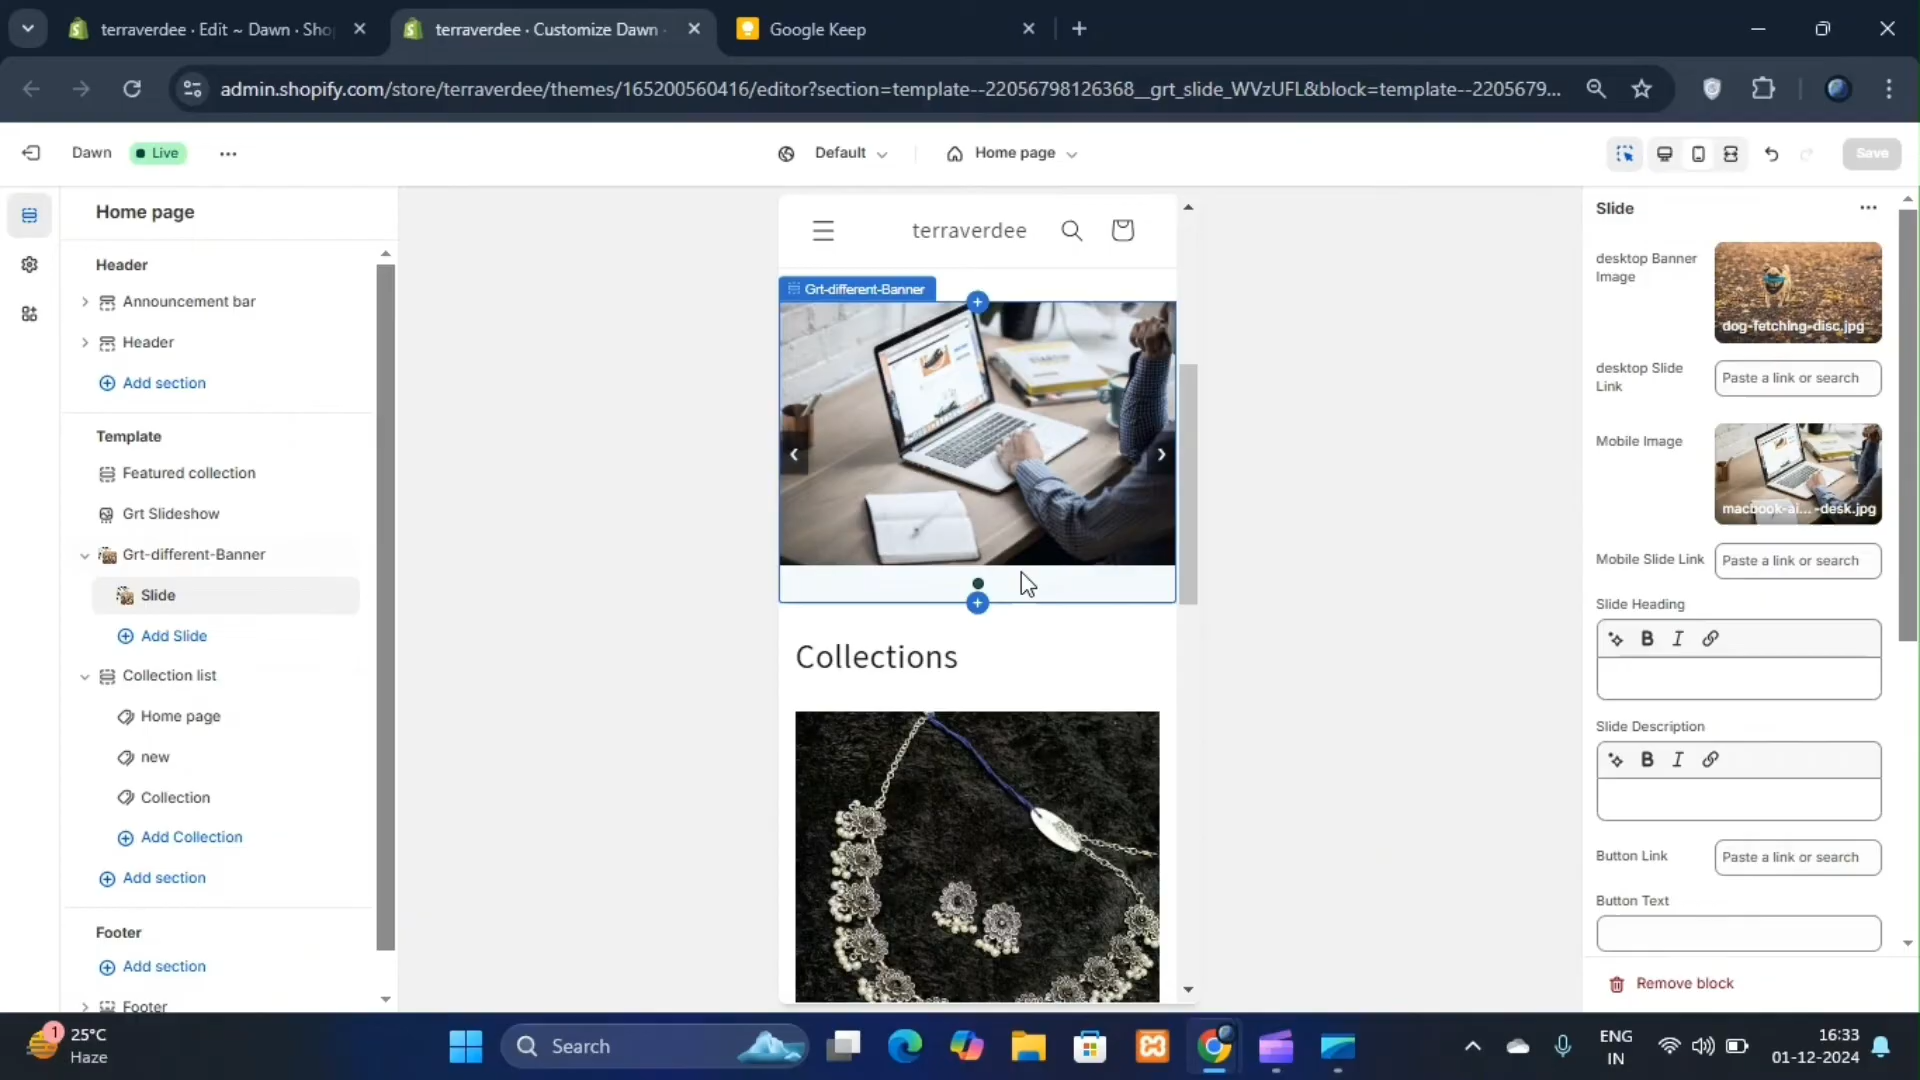 terraverdee · Edit ~ Dawn · Sho
terraverdee · Customize Dawn ·
Google Keep
admin.shopify.com/store/terraverdee/themes/165200560416/editor?section=template--22056798126368__grt_slide_WVzUFL&block=template--2205679...
Dawn
Live
Default
Home page
Save
Home page
Header
Announcement bar
Header
Add section
Template
Featured collection
Grt Slideshow
Grt-different-Banner
Slide
Add Slide
Collection list
Home page
new
Collection
Add Collection
Add section
Footer
Add section
Footer
terraverdee
Grt-different-Banner
STARTUP
Collections
Slide
desktop Banner
Image
dog-fetching-disc.jpg
desktop Slide
Link
Paste a link or search
Mobile Image
macbook-ai...-desk.jpg
Mobile Slide Link
Paste a link or search
Slide Heading
B I
Slide Description
B I
Button Link
Paste a link or search
Button Text
Remove block
1
25°C
Haze
Search
ENG
IN
16:33
01-12-2024